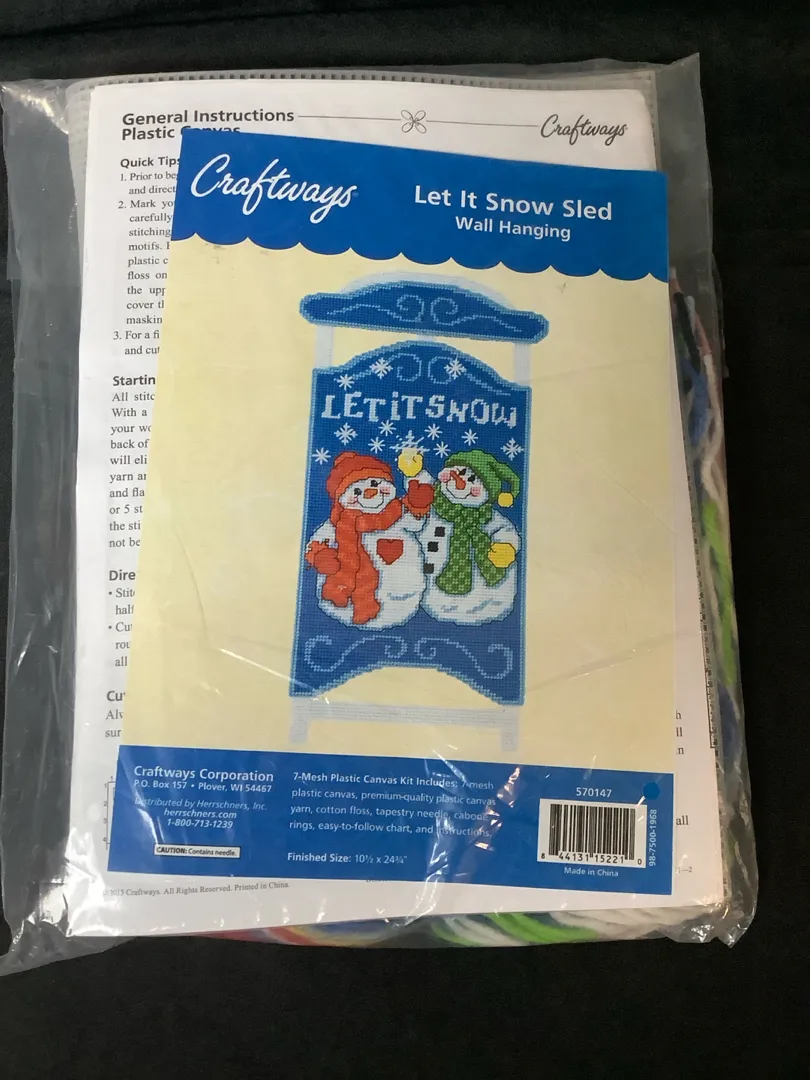 General Instructions
Plastic Canvas
Craftways
Quick Tips
1. Prior to beg
and direct
2. Mark yo
carefully
stitching
motifs.
plastic c
floss on
the upp
cover th
maskin
3. For a fi
and cut
Startin
All stitc
With a
your wo
back of
will eli
yarn an
and fla
or 5 st
the sti
not be
Dire
• Stit
half
• Cut
rou
all
Cu
Alw
sur
Craftways
Let It Snow Sled
Wall Hanging
LET IT SNOW
Craftways Corporation
P.O. Box 157 • Plover, WI 54467
Distributed by Herrschners, Inc.
herrschners.com
1-800-713-1239
CAUTION: Contains needle.
7-Mesh Plastic Canvas Kit Includes: 7-mesh
plastic canvas, premium-quality plastic canvas
yarn, cotton floss, tapestry needle, cabone
rings, easy-to-follow chart, and instructions.
Finished Size: 10½ x 24¾"
570147
8 44131 15221 0
Made in China
98-7500-1968
all
©2015 Craftways. All Rights Reserved. Printed in China.